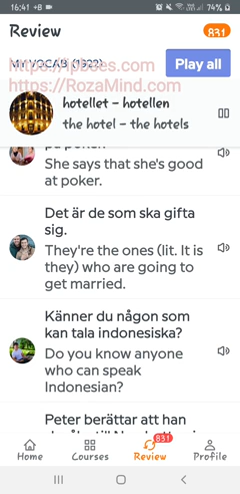 16:41
74%
Review
831
MY VOCAB (1622)
Play all
https://iposes.com
https://RozaMind.com
hotellet – hotellen
the hotel – the hotels
på poker.
She says that she's good
at poker.
Det är de som ska gifta
sig.
They're the ones (lit. It is
they) who are going to
get married.
Känner du någon som
kan tala indonesiska?
Do you know anyone
who can speak
Indonesian?
Peter berättar att han
831
Home
Courses
Review
Profile